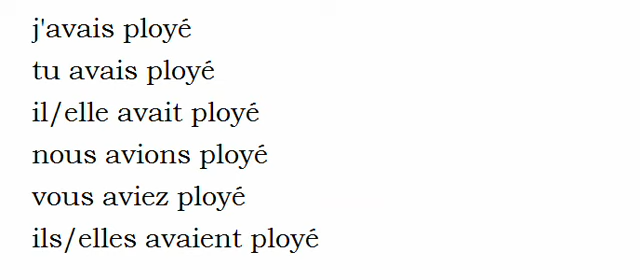 j'avais ployé
tu avais ployé
il/elle avait ployé
nous avions ployé
vous aviez ployé
ils/elles avaient ployé